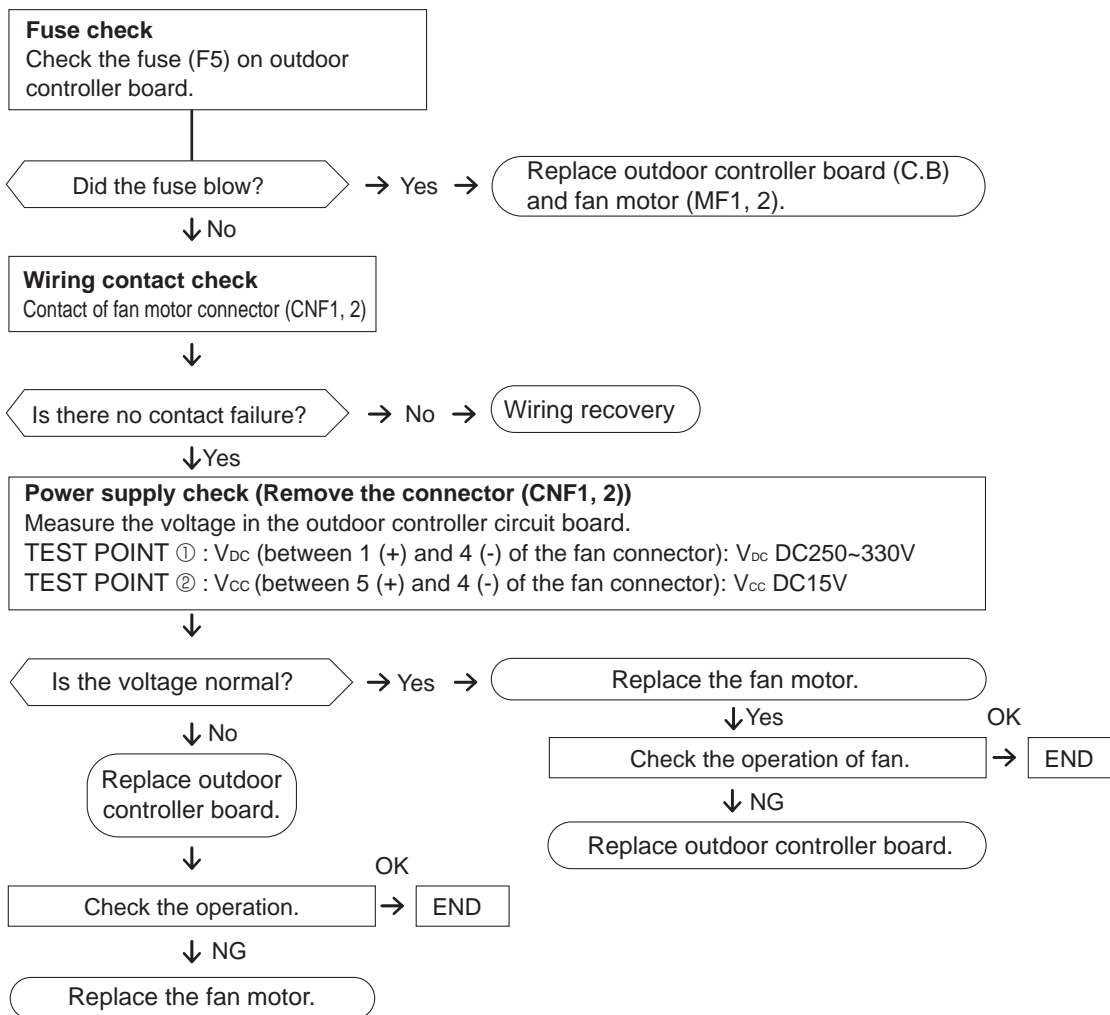 Fuse check
Check the fuse (F5) on outdoor
controller board.
Did the fuse blow?
→ Yes →
Replace outdoor controller board (C.B)
and fan motor (MF1, 2).
↓ No
Wiring contact check
Contact of fan motor connector (CNF1, 2)
↓
Is there no contact failure?
→ No →
Wiring recovery
↓Yes
Power supply check (Remove the connector (CNF1, 2))
Measure the voltage in the outdoor controller circuit board.
TEST POINT ① : VDC (between 1 (+) and 4 (-) of the fan connector): VDC DC250~330V
TEST POINT ② : VCC (between 5 (+) and 4 (-) of the fan connector): VCC DC15V
↓
Is the voltage normal?
→ Yes →
Replace the fan motor.
↓Yes
OK
Check the operation of fan.
→
END
↓ NG
Replace outdoor controller board.
↓ No
Replace outdoor
controller board.
↓
OK
Check the operation.
→
END
↓ NG
Replace the fan motor.